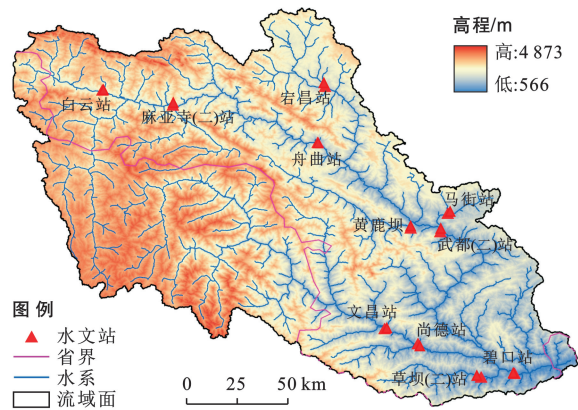 高程/m
高:4 873
低:566
宕昌站
白云站
麻亚寺(二)站
舟曲站
马街站
黄鹿坝
武都(二)站
文昌站
尚德站
碧口站
草坝(二)站
图 例
水文站
省界
水系
流域面
0 25 50 km